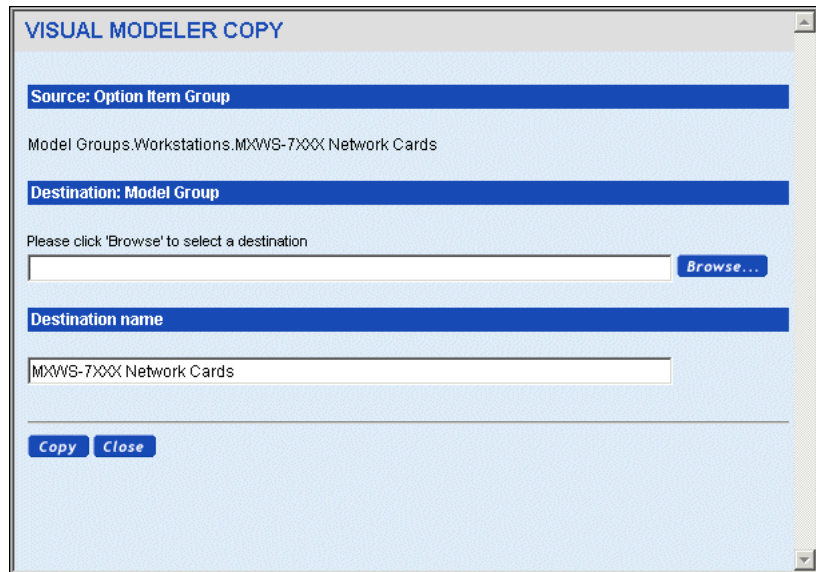 VISUAL MODELER COPY
Source: Option Item Group
Model Groups.Workstations.MXWS-7XXX Network Cards
Destination: Model Group
Please click 'Browse' to select a destination
Browse...
Destination name
MXWS-7XXX Network Cards
Copy Close